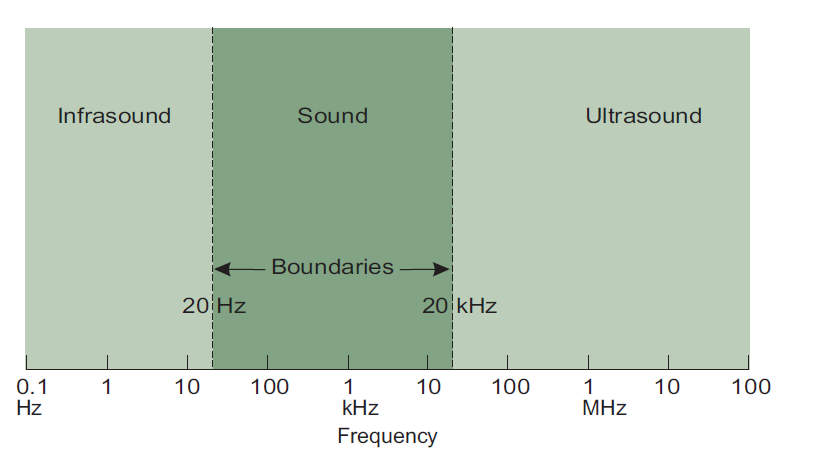 Infrasound Sound Ultrasound
Boundaries
20 Hz 20 kHz
0.1 1 10 100 1 10 100 1 10 100
Hz kHz MHz
Frequency